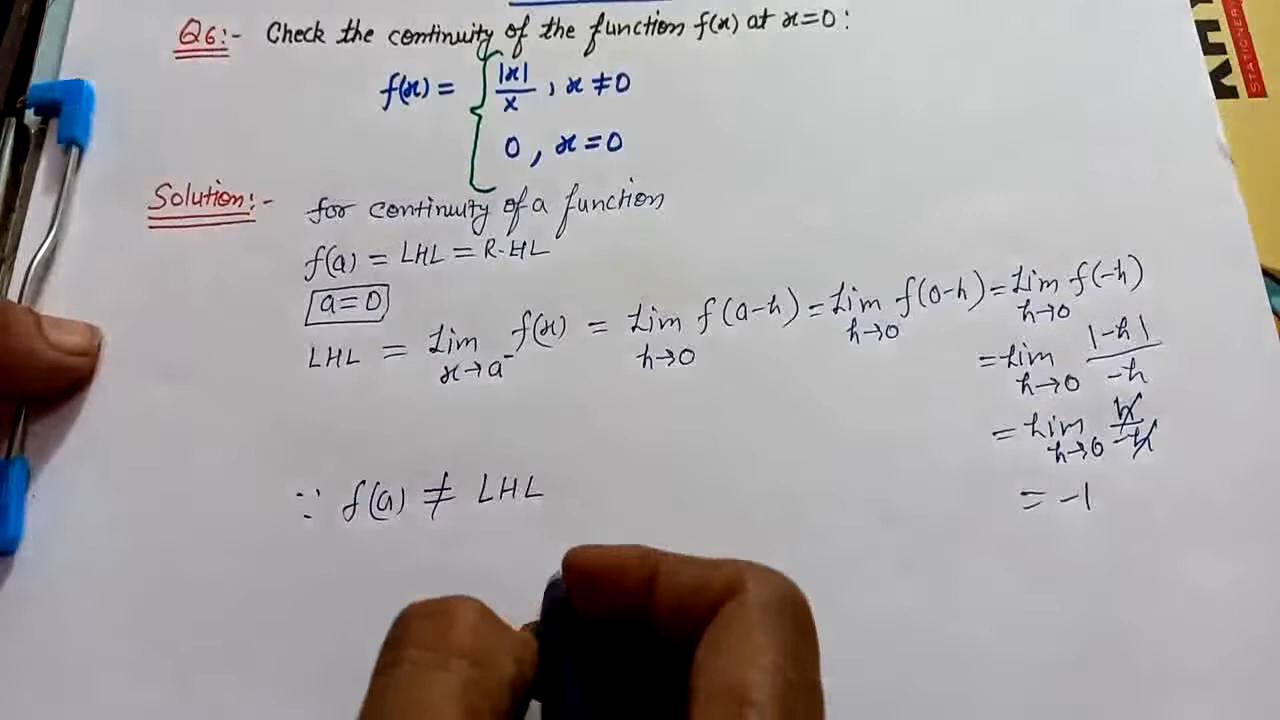 Q6:- Check the continuity of the function f(x) at x=0:
f(x) = { |x|/x , x ≠ 0
0 , x = 0
Solution:- for continuity of a function
f(a) = LHL = R-HL
a=0
LHL = Lim x→a⁻ f(x) = Lim h→0 f(a-h) = Lim h→0 f(0-h) = Lim h→0 f(-h)
= Lim h→0 |-h|/-h
= Lim h→0 h/-h
= -1
∵ f(a) ≠ LHL
STATIONERY